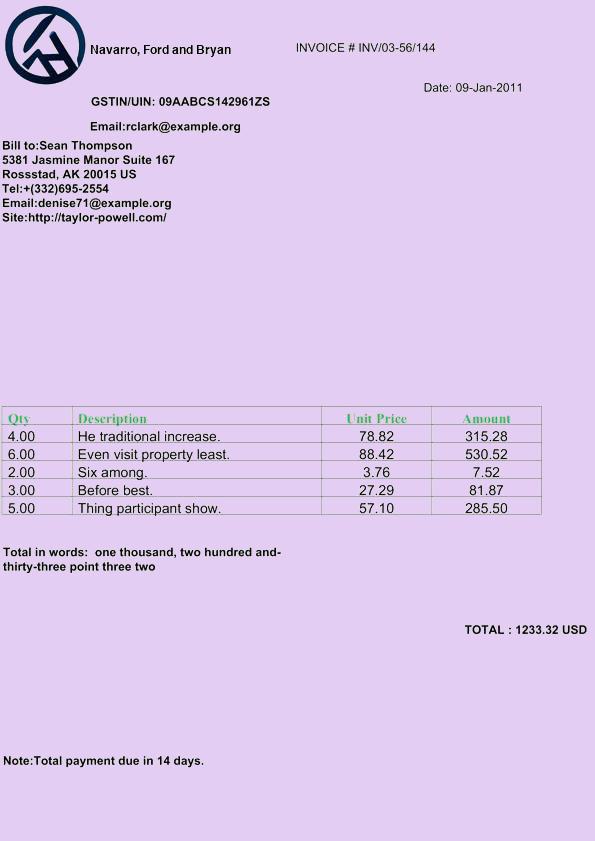 Navarro, Ford and Bryan
INVOICE # INV/03-56/144
Date: 09-Jan-2011
GSTIN/UIN: 09AABCS142961ZS
Email:rclark@example.org
Bill to:Sean Thompson
5381 Jasmine Manor Suite 167
Rossstad, AK 20015 US
Tel:+(332)695-2554
Email:denise71@example.org
Site:http://taylor-powell.com/
Qty Description Unit Price Amount
4.00 He traditional increase. 78.82 315.28
6.00 Even visit property least. 88.42 530.52
2.00 Six among. 3.76 7.52
3.00 Before best. 27.29 81.87
5.00 Thing participant show. 57.10 285.50
Total in words: one thousand, two hundred and-
thirty-three point three two
TOTAL : 1233.32 USD
Note:Total payment due in 14 days.